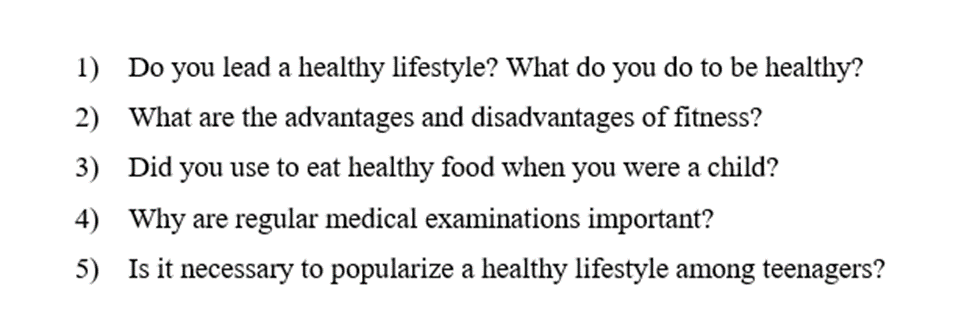 1) Do you lead a healthy lifestyle? What do you do to be healthy?
2) What are the advantages and disadvantages of fitness?
3) Did you use to eat healthy food when you were a child?
4) Why are regular medical examinations important?
5) Is it necessary to popularize a healthy lifestyle among teenagers?